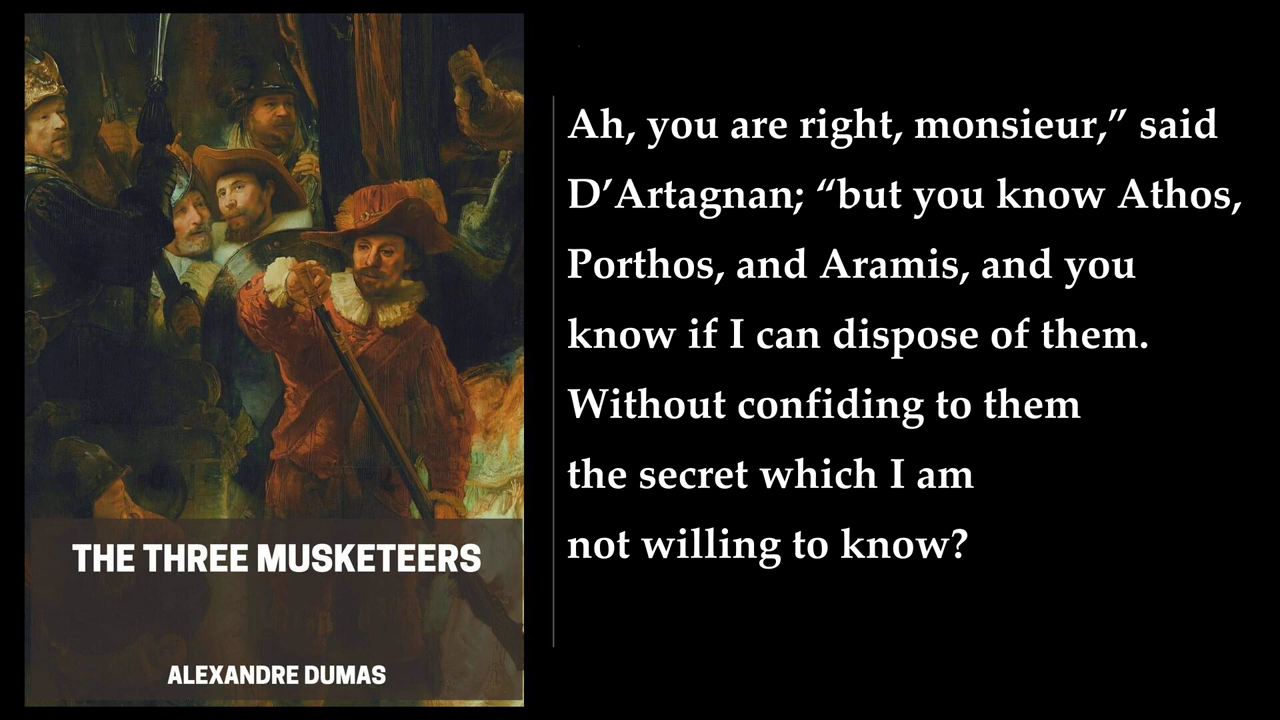 THE THREE MUSKETEERS
ALEXANDRE DUMAS
Ah, you are right, monsieur,” said
D’Artagnan; “but you know Athos,
Porthos, and Aramis, and you
know if I can dispose of them.
Without confiding to them
the secret which I am
not willing to know?